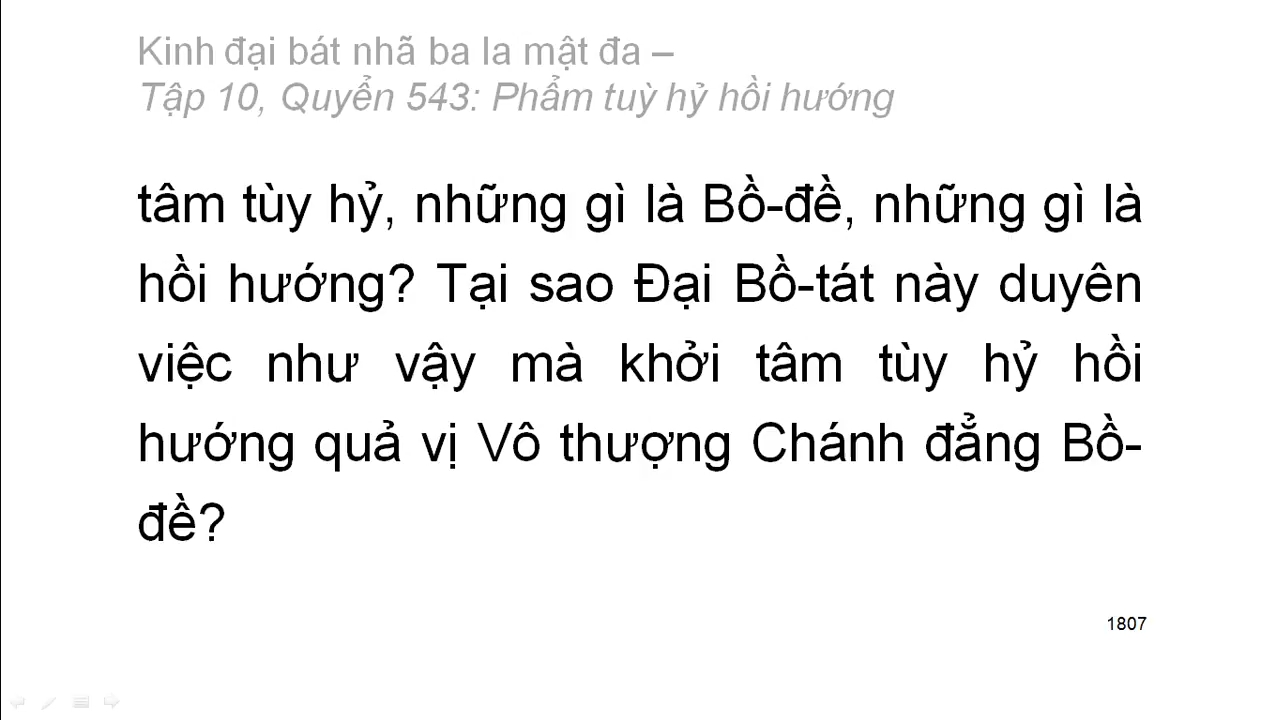 Kinh đại bát nhã ba la mật đa –
Tập 10, Quyển 543: Phẩm tuỳ hỷ hồi hướng
tâm tùy hỷ, những gì là Bồ-đề, những gì là
hồi hướng? Tại sao Đại Bồ-tát này duyên
việc như vậy mà khởi tâm tùy hỷ hồi
hướng quả vị Vô thượng Chánh đẳng Bồ-
đề?
1807